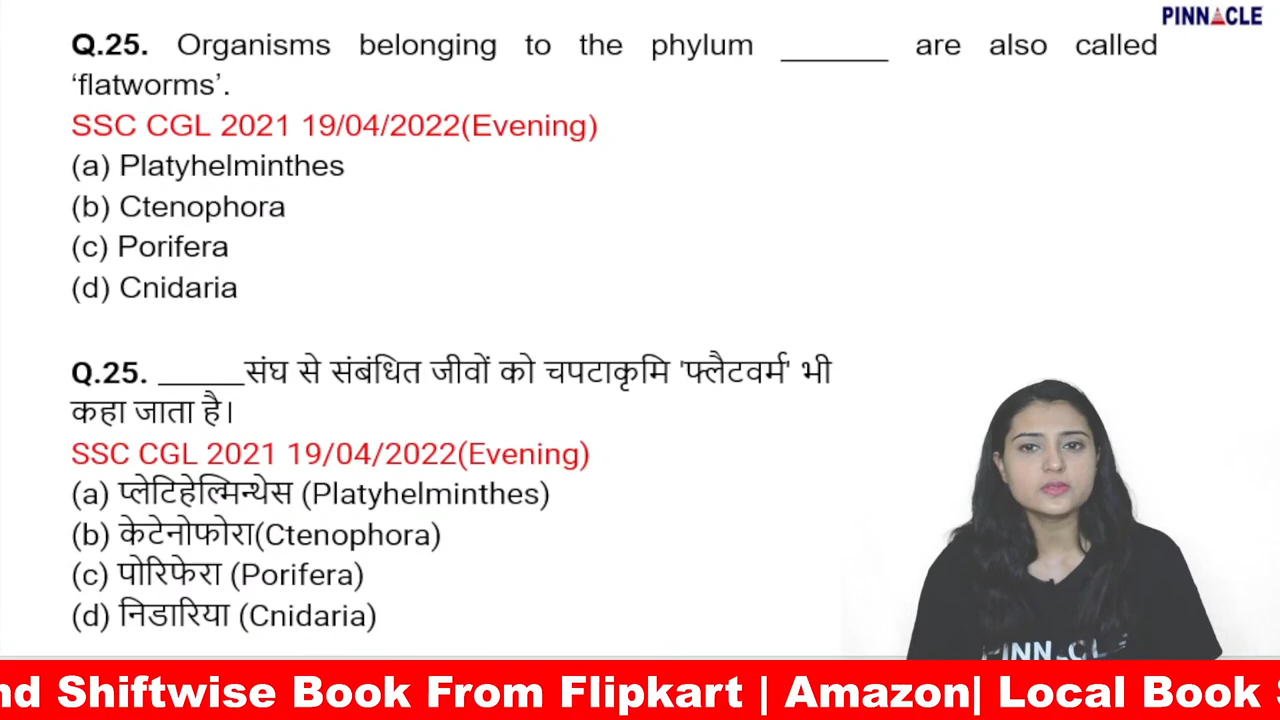 PINNACLE
Q.25. Organisms belonging to the phylum _______ are also called
‘flatworms’.
SSC CGL 2021 19/04/2022(Evening)
(a) Platyhelminthes
(b) Ctenophora
(c) Porifera
(d) Cnidaria
Q.25. ______संघ से संबंधित जीवों को चपटाकृमि 'फ्लैटवर्म' भी
कहा जाता है।
SSC CGL 2021 19/04/2022(Evening)
(a) प्लेटिहेल्मिन्थेस (Platyhelminthes)
(b) केटेनोफोरा(Ctenophora)
(c) पोरिफेरा (Porifera)
(d) निडारिया (Cnidaria)
PINNACLE
nd Shiftwise Book From Flipkart | Amazon| Local Book